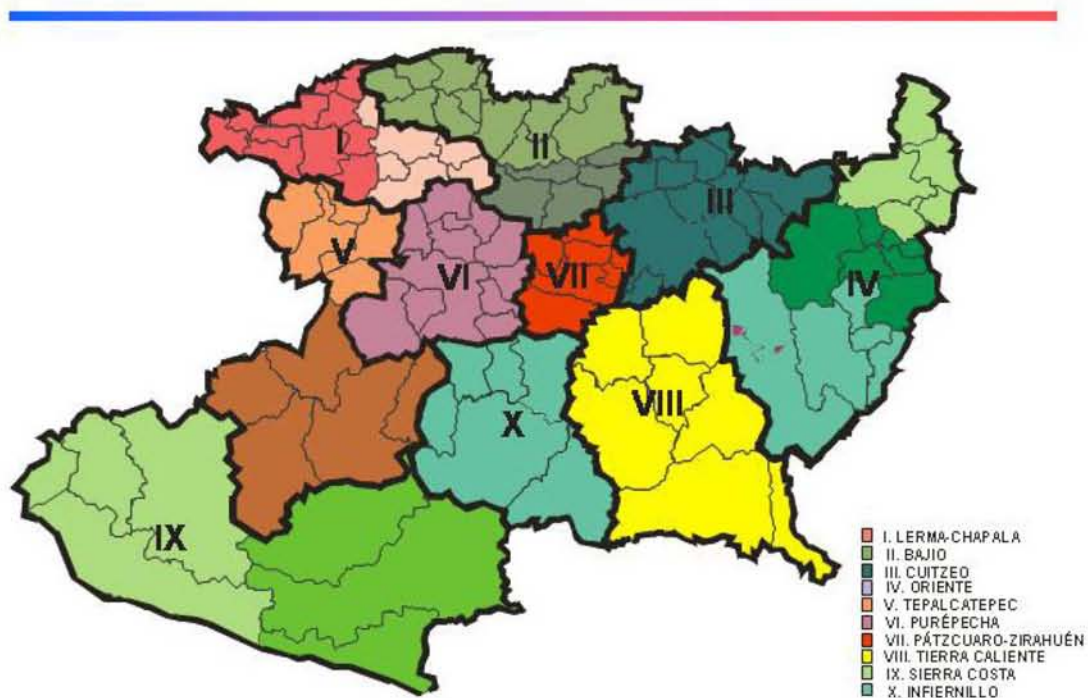 I
II
III
IV
V
VI
VII
VIII
IX
X
I. LERMA-CHAPALA
II. BAJIO
III. CUITZEO
IV. ORIENTE
V. TEPALCATEPEC
VI. PURÉPECHA
VII. PÁTZCUARO-ZIRAHUÉN
VIII. TIERRA CALIENTE
IX. SIERRA COSTA
X. INFIERNILLO